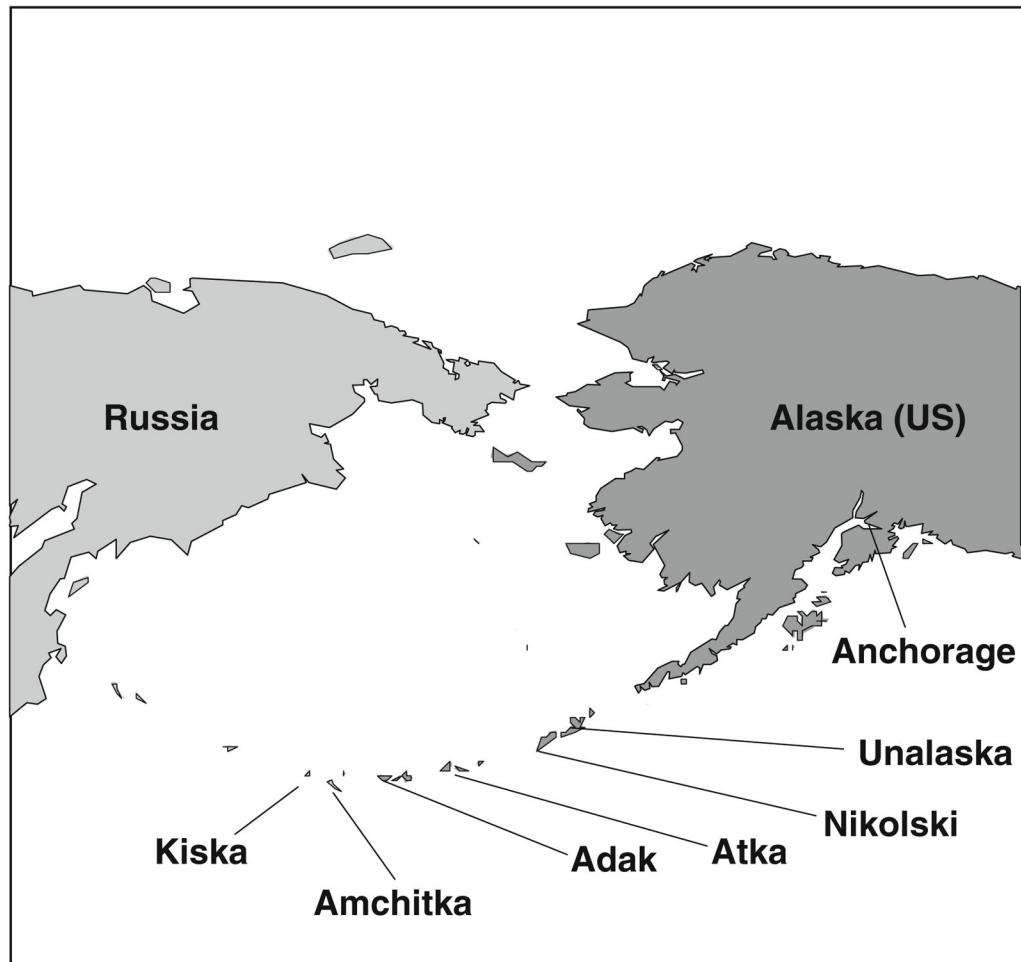 Russia
Alaska (US)
Anchorage
Unalaska
Nikolski
Kiska
Adak
Atka
Amchitka